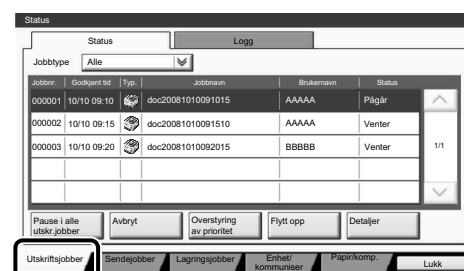 Status
Status Logg
Jobbtype Alle
Jobbnr. Godkjent tid Typ. Jobbnavn Brukernavn Status
000001 10/10 09:10 doc20081010091015 AAAAA Pågår
000002 10/10 09:15 doc20081010091510 AAAAA Venter
000003 10/10 09:20 doc20081010092015 BBBBB Venter
1/1
Pause i alle utskr.jobber Avbryt Overstyring av prioritet Flytt opp Detaljer
Utskriftsjobber Sendejobber Lagringsjobber Enhet/ kommuniser Papir/komp. Lukk